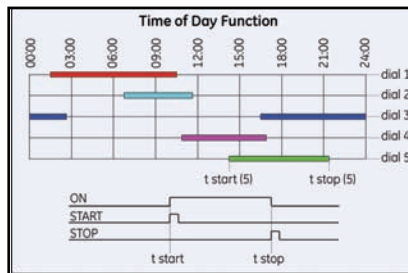 Time of Day Function
00:00 03:00 06:00 09:00 12:00 15:00 18:00 21:00 24:00
dial 1
dial 2
dial 3
dial 4
dial 5
t start (5) t stop (5)
ON
START
STOP
t start t stop